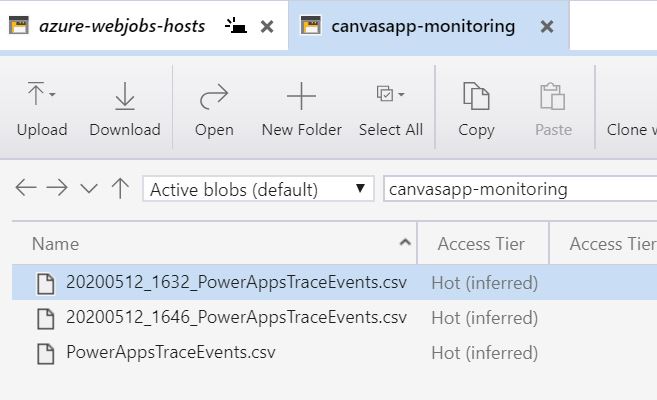 azure-webjobs-hosts
canvasapp-monitoring
Upload
Download
Open
New Folder
Select All
Copy
Paste
Clone w
Active blobs (default)
canvasapp-monitoring
Name
Access Tier
Access Tier
20200512_1632_PowerAppsTraceEvents.csv
Hot (inferred)
20200512_1646_PowerAppsTraceEvents.csv
Hot (inferred)
PowerAppsTraceEvents.csv
Hot (inferred)